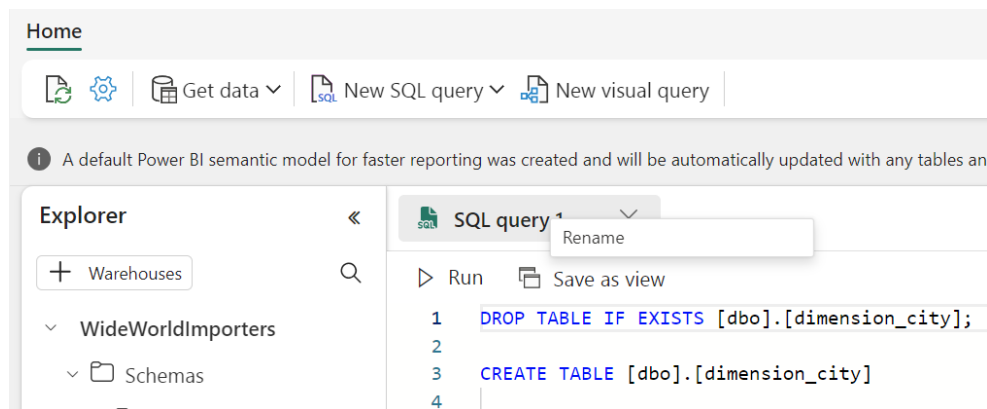 Home
Get data
New SQL query
New visual query
A default Power BI semantic model for faster reporting was created and will be automatically updated with any tables an
Explorer
SQL query
Rename
Warehouses
Run
Save as view
WideWorldImporters
Schemas
1 DROP TABLE IF EXISTS [dbo].[dimension_city];
2
3 CREATE TABLE [dbo].[dimension_city]
4